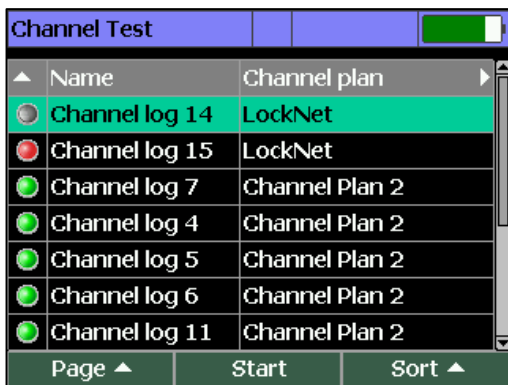 Channel Test
Name Channel plan
Channel log 14 LockNet
Channel log 15 LockNet
Channel log 7 Channel Plan 2
Channel log 4 Channel Plan 2
Channel log 5 Channel Plan 2
Channel log 6 Channel Plan 2
Channel log 11 Channel Plan 2
Page Start Sort